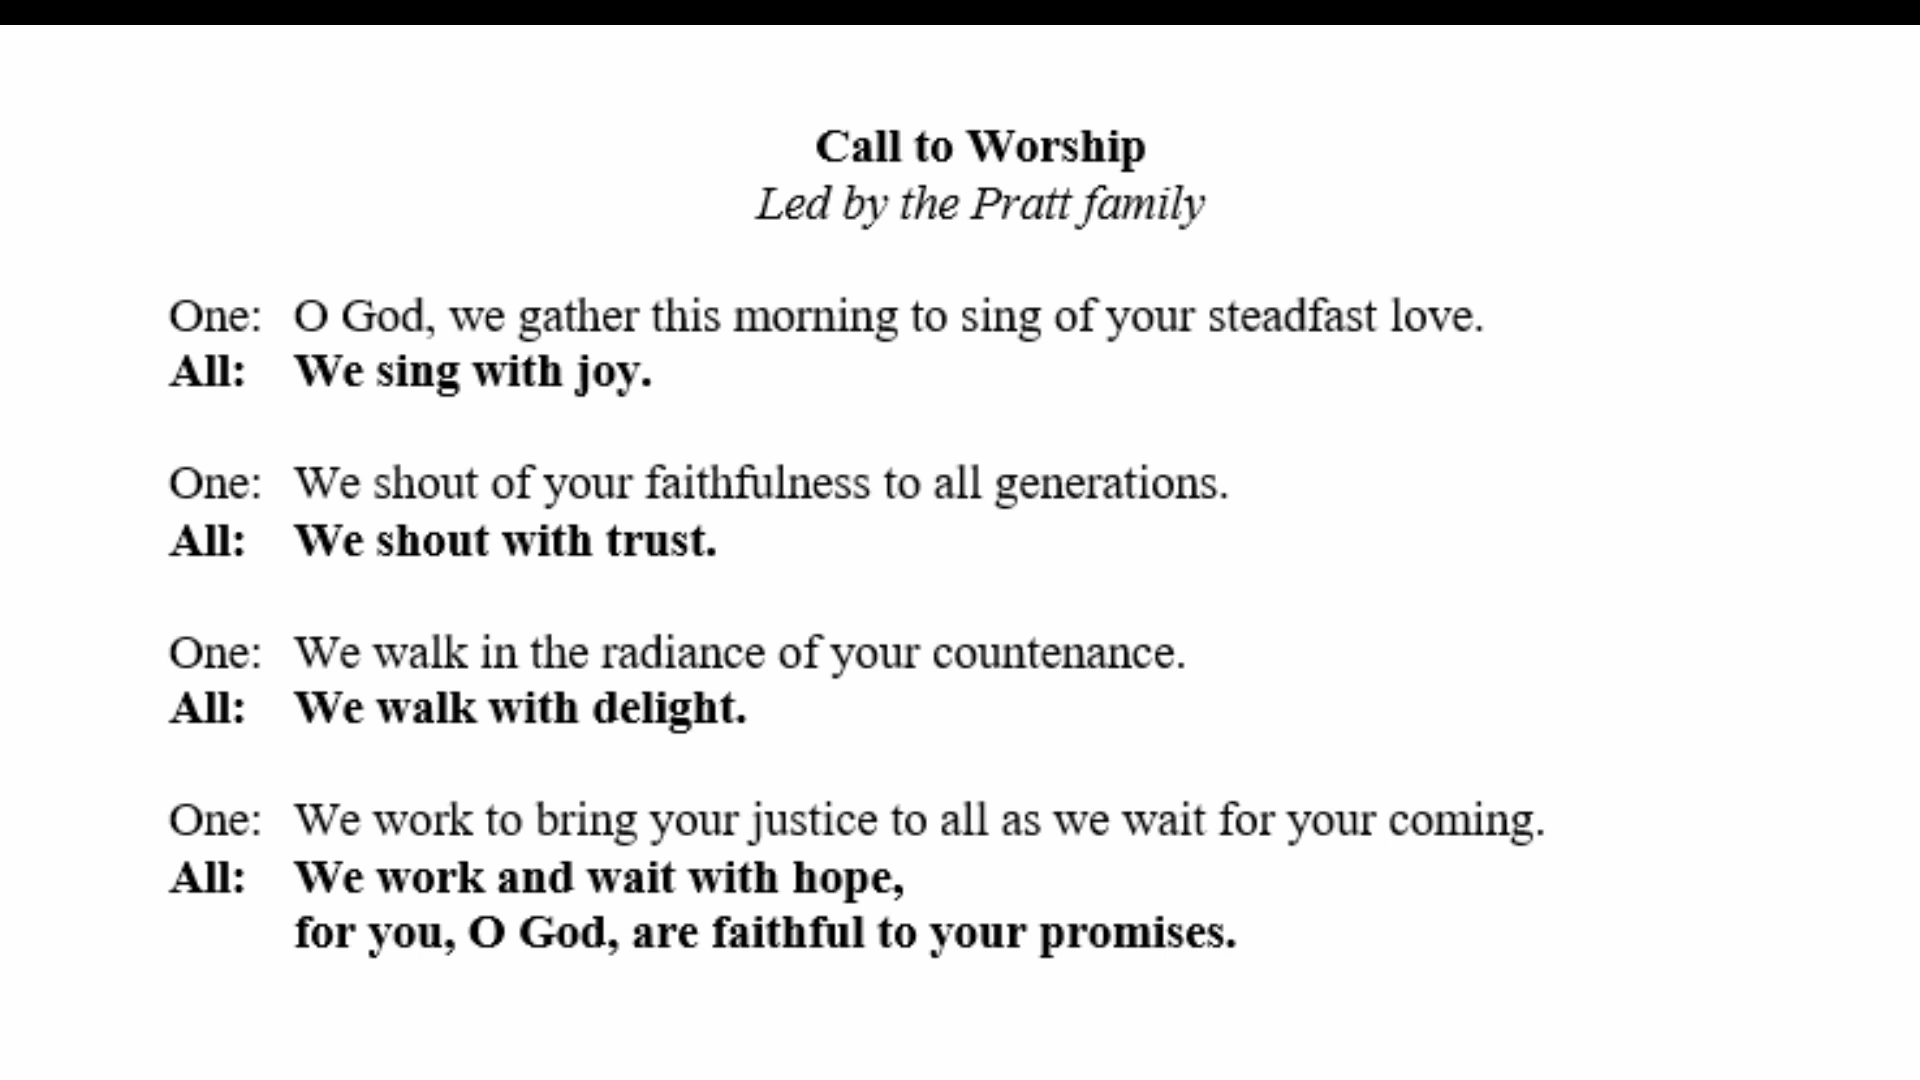 Call to Worship
Led by the Pratt family
One: O God, we gather this morning to sing of your steadfast love.
All: We sing with joy.
One: We shout of your faithfulness to all generations.
All: We shout with trust.
One: We walk in the radiance of your countenance.
All: We walk with delight.
One: We work to bring your justice to all as we wait for your coming.
All: We work and wait with hope,
for you, O God, are faithful to your promises.